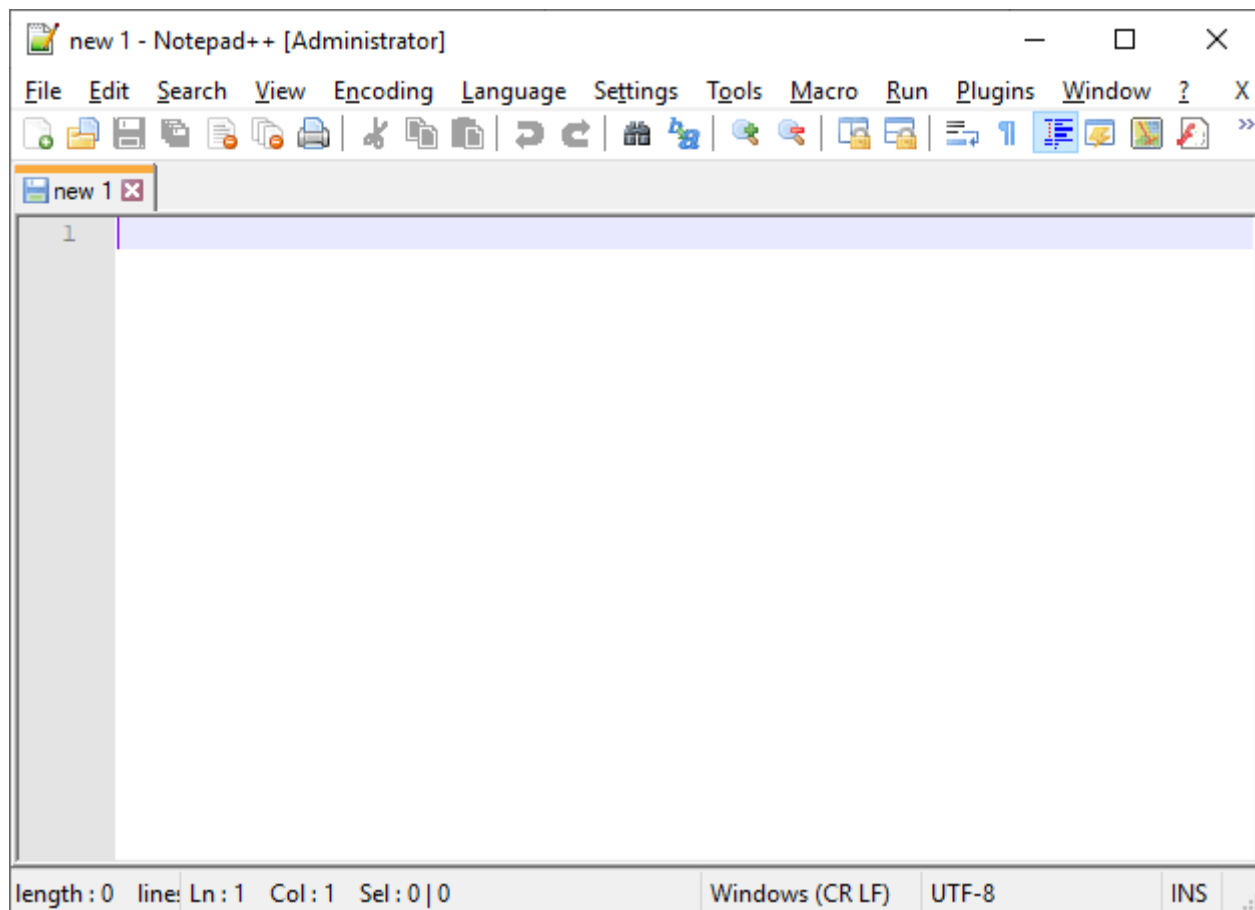 new 1 - Notepad++ [Administrator]
File Edit Search View Encoding Language Settings Tools Macro Run Plugins Window ? X
new 1
1
length : 0 line Ln : 1 Col : 1 Sel : 0 | 0 Windows (CR LF) UTF-8 INS